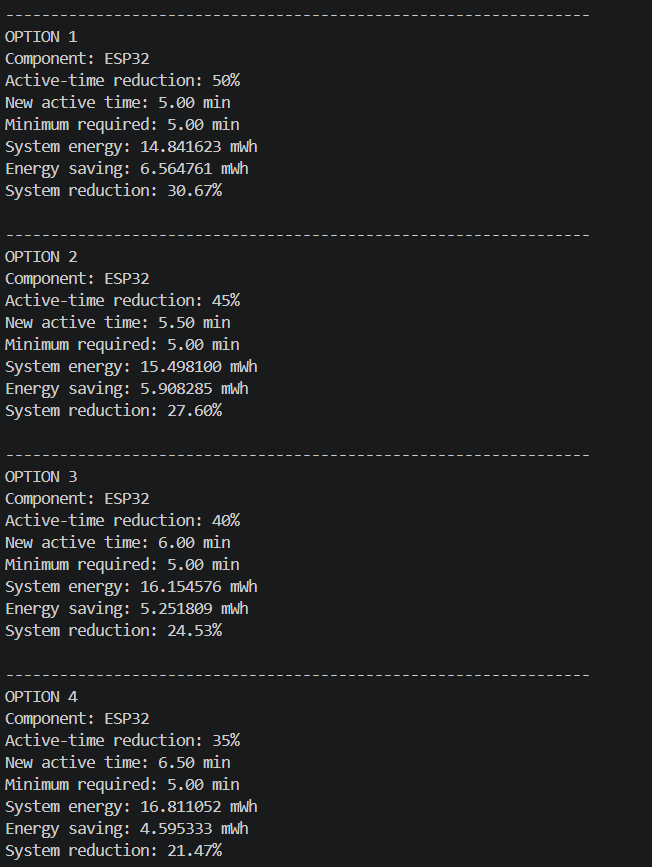 -----------------------------------------------------------------
OPTION 1
Component: ESP32
Active-time reduction: 50%
New active time: 5.00 min
Minimum required: 5.00 min
System energy: 14.841623 mWh
Energy saving: 6.564761 mWh
System reduction: 30.67%
-----------------------------------------------------------------
OPTION 2
Component: ESP32
Active-time reduction: 45%
New active time: 5.50 min
Minimum required: 5.00 min
System energy: 15.498100 mWh
Energy saving: 5.908285 mWh
System reduction: 27.60%
-----------------------------------------------------------------
OPTION 3
Component: ESP32
Active-time reduction: 40%
New active time: 6.00 min
Minimum required: 5.00 min
System energy: 16.154576 mWh
Energy saving: 5.251809 mWh
System reduction: 24.53%
-----------------------------------------------------------------
OPTION 4
Component: ESP32
Active-time reduction: 35%
New active time: 6.50 min
Minimum required: 5.00 min
System energy: 16.811052 mWh
Energy saving: 4.595333 mWh
System reduction: 21.47%